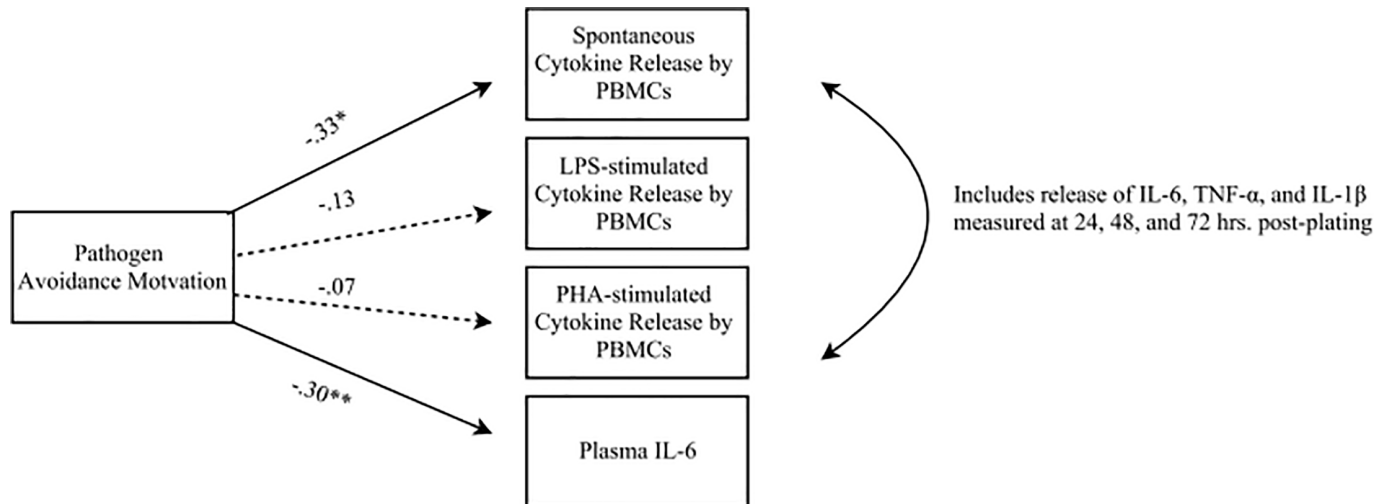 Spontaneous
Cytokine Release by
PBMCs
-.33*
LPS-stimulated
Cytokine Release by
PBMCs
-.13
Pathogen
Avoidance Motvation
Includes release of IL-6, TNF-α, and IL-1β
measured at 24, 48, and 72 hrs. post-plating
-.07
PHA-stimulated
Cytokine Release by
PBMCs
-.30**
Plasma IL-6